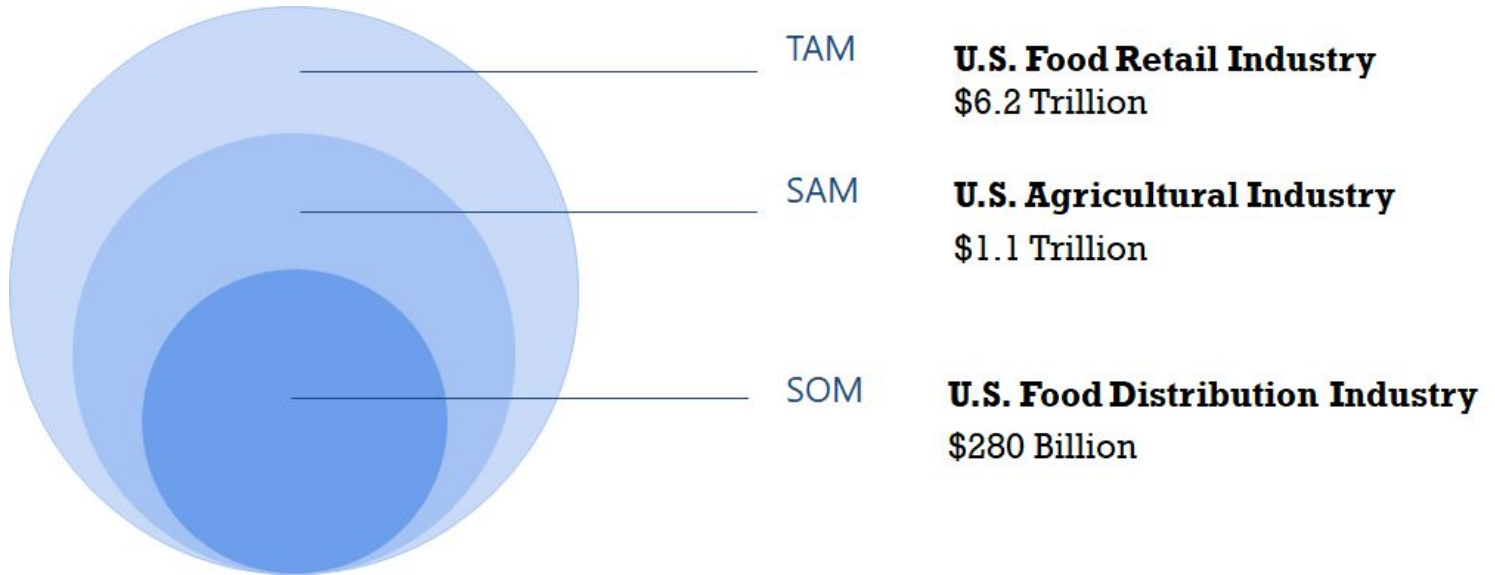 TAM
U.S. Food Retail Industry
$6.2 Trillion
SAM
U.S. Agricultural Industry
$1.1 Trillion
SOM
U.S. Food Distribution Industry
$280 Billion